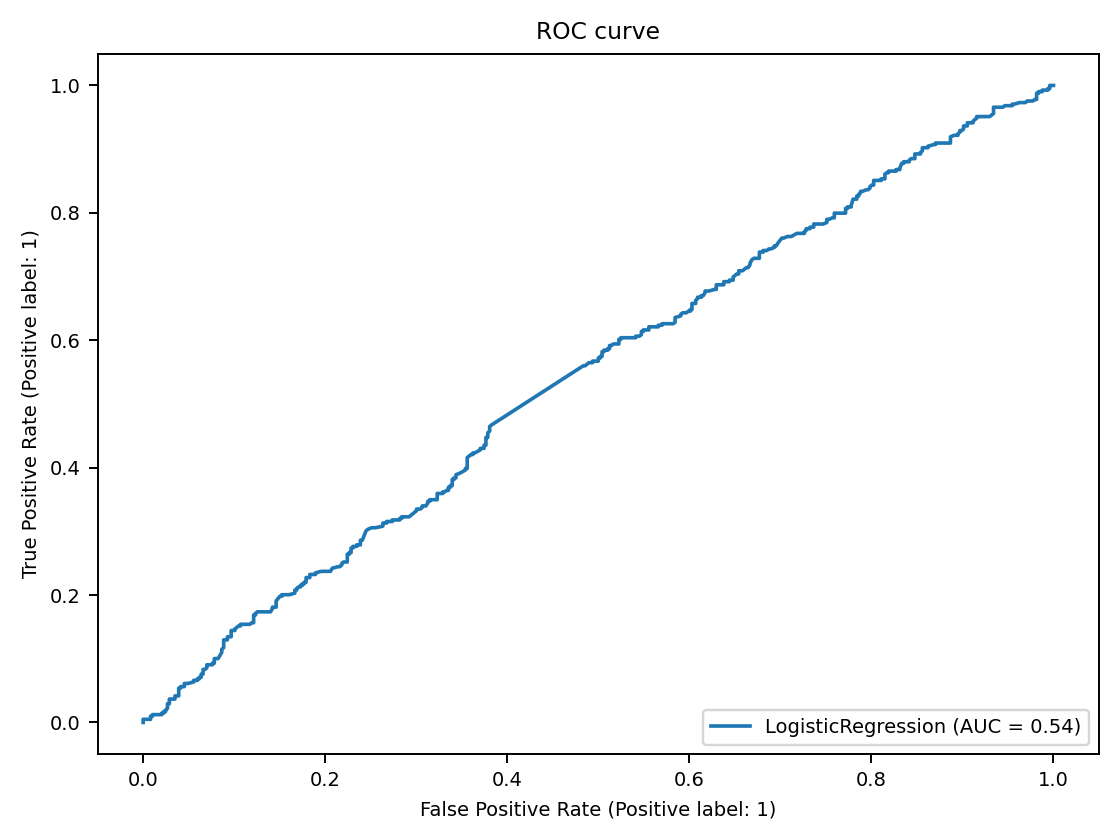 ROC curve
True Positive Rate (Positive label: 1)
1.0
0.8
0.6
0.4
0.2
0.0
LogisticRegression (AUC = 0.54)
0.0 0.2 0.4 0.6 0.8 1.0
False Positive Rate (Positive label: 1)